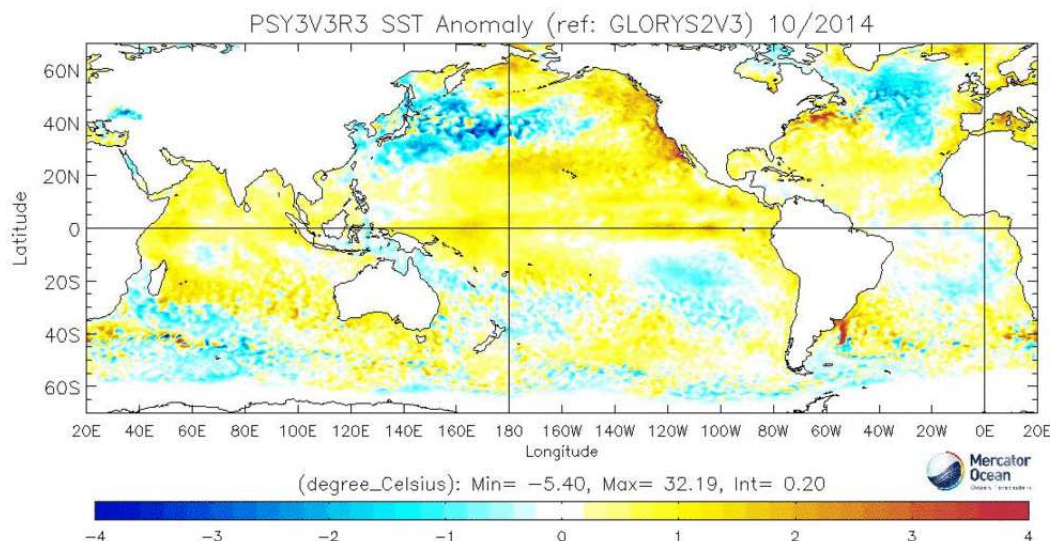 PSY3V3R3 SST Anomaly (ref: GLORYS2V3) 10/2014
Latitude
60N
40N
20N
0
20S
40S
60S
20E 40E 60E 80E 100E 120E 140E 160E 180 160W 140W 120W 100W 80W 60W 40W 20W 0E 20E
Longitude
Mercator
Ocean
(degree_Celsius): Min= -5.40, Max= 32.19, Int= 0.20
-4 -3 -2 -1 0 1 2 3 4